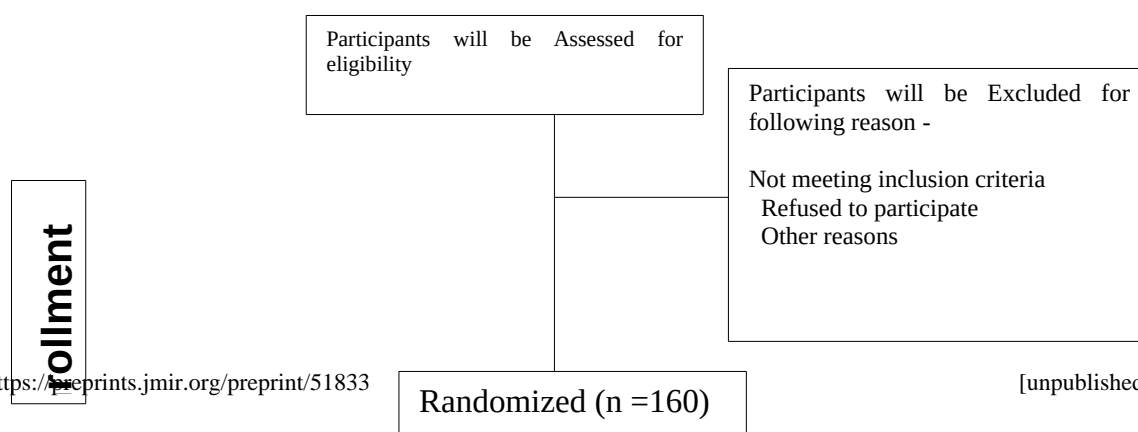 Participants will be Assessed for
eligibility
Participants will be Excluded for
following reason -
Not meeting inclusion criteria
Refused to participate
Other reasons
rollment
ttps://preprints.jmir.org/preprint/51833
[unpublished
Randomized (n =160)